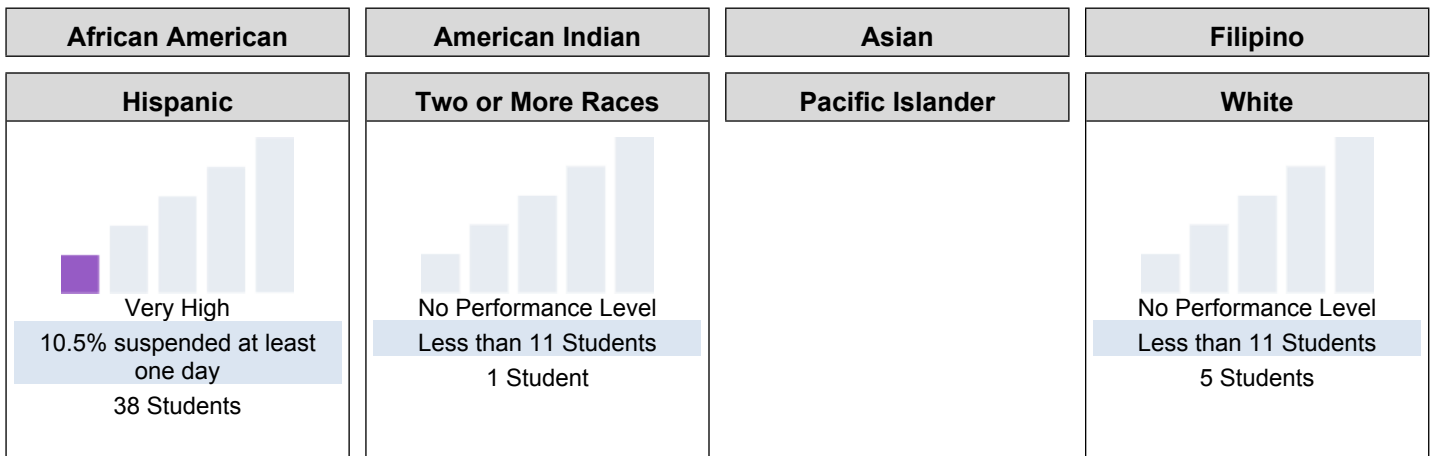 African American
American Indian
Asian
Filipino
Hispanic
Two or More Races
Pacific Islander
White
Very High
10.5% suspended at least
one day
38 Students
No Performance Level
Less than 11 Students
1 Student
No Performance Level
Less than 11 Students
5 Students